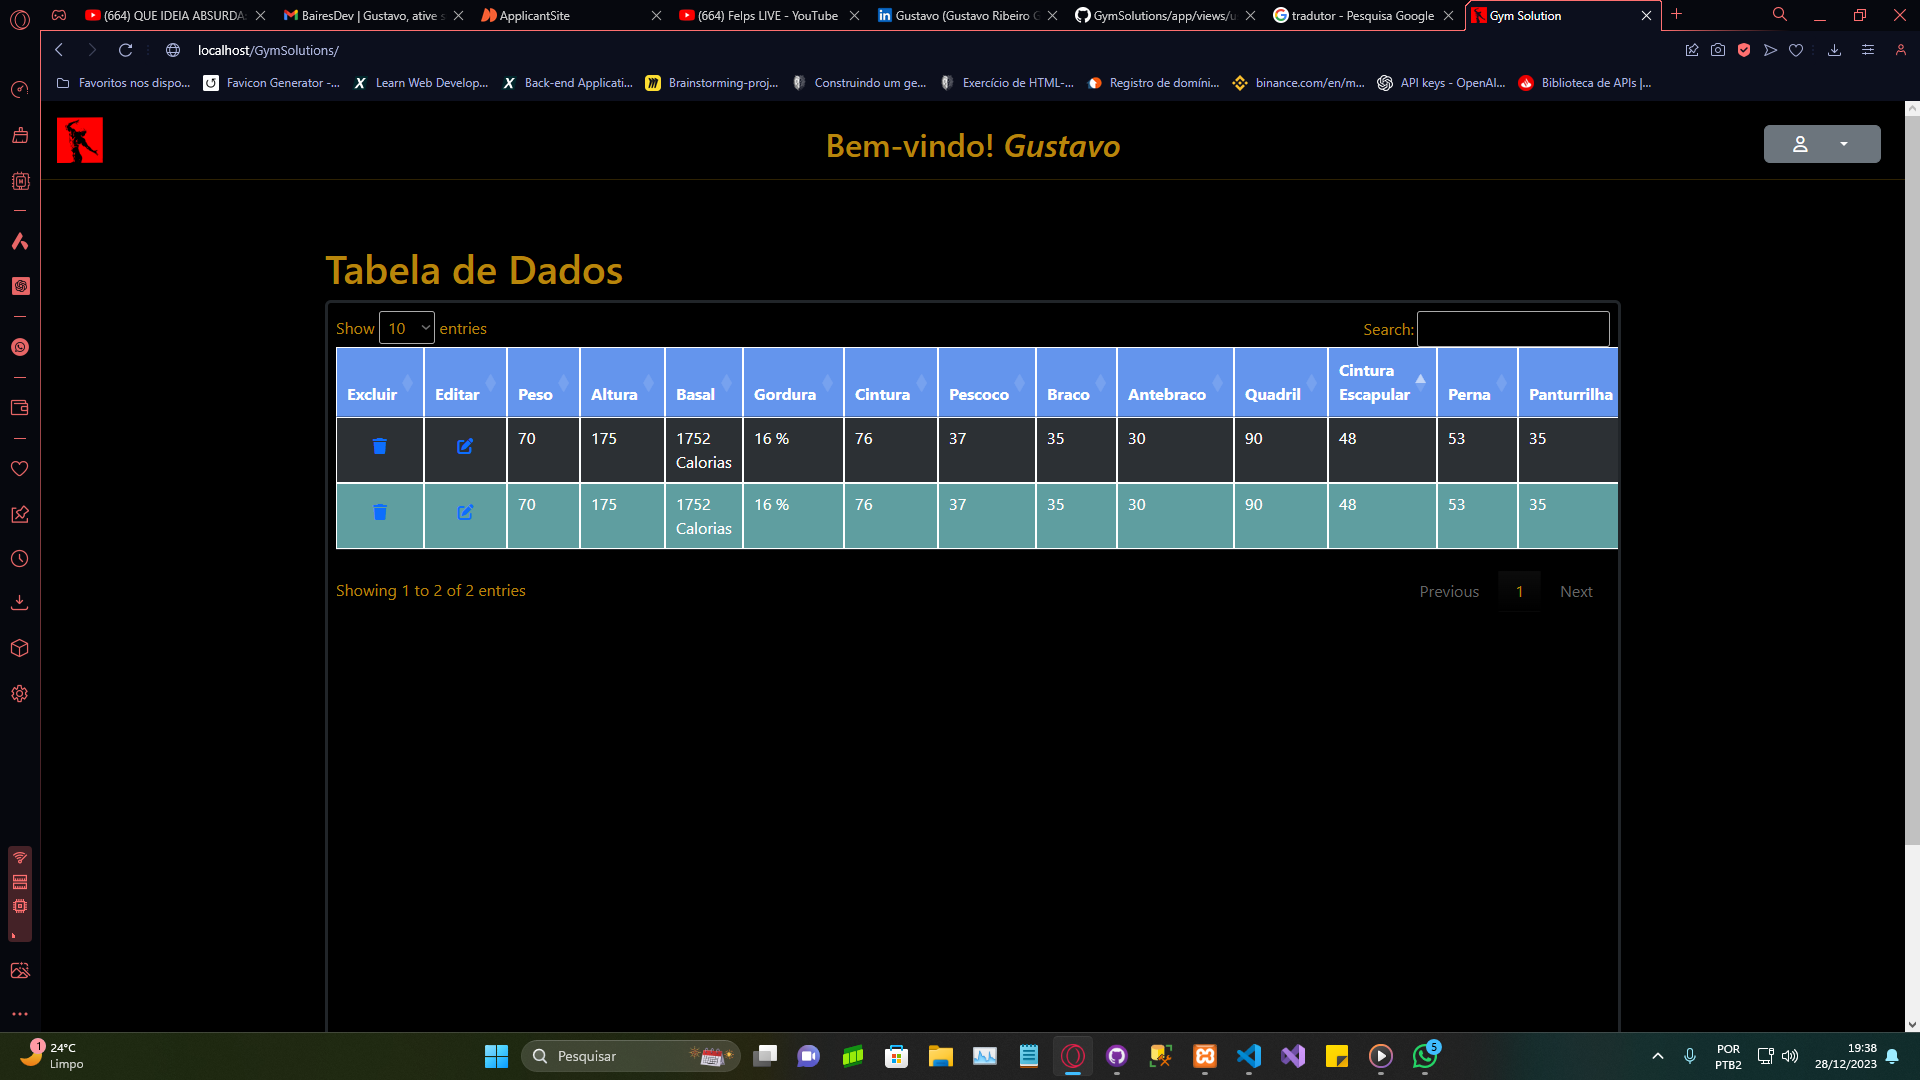 (664) QUE IDEIA ABSURDA
BairesDev | Gustavo, ative s
ApplicantSite
(664) Felps LIVE - YouTube
Gustavo (Gustavo Ribeiro G
GymSolutions/app/views/u
tradutor - Pesquisa Google
Gym Solution
localhost/GymSolutions/
Favoritos nos dispo...
Favicon Generator -...
Learn Web Develop...
Back-end Applicati...
Brainstorming-proj...
Construindo um ge...
Exercício de HTML-...
Registro de domíni...
binance.com/en/m...
API keys - OpenAI...
Biblioteca de APIs |...
Bem-vindo! Gustavo
Tabela de Dados
Show 10 entries
Search:
Excluir Editar Peso Altura Basal Gordura Cintura Pescoco Braco Antebraco Quadril Cintura Escapular Perna Panturrilha
70 175 1752 Calorias 16 % 76 37 35 30 90 48 53 35
70 175 1752 Calorias 16 % 76 37 35 30 90 48 53 35
Showing 1 to 2 of 2 entries
Previous 1 Next
1
24°C
Limpo
Pesquisar
5
POR
PTB2
19:38
28/12/2023